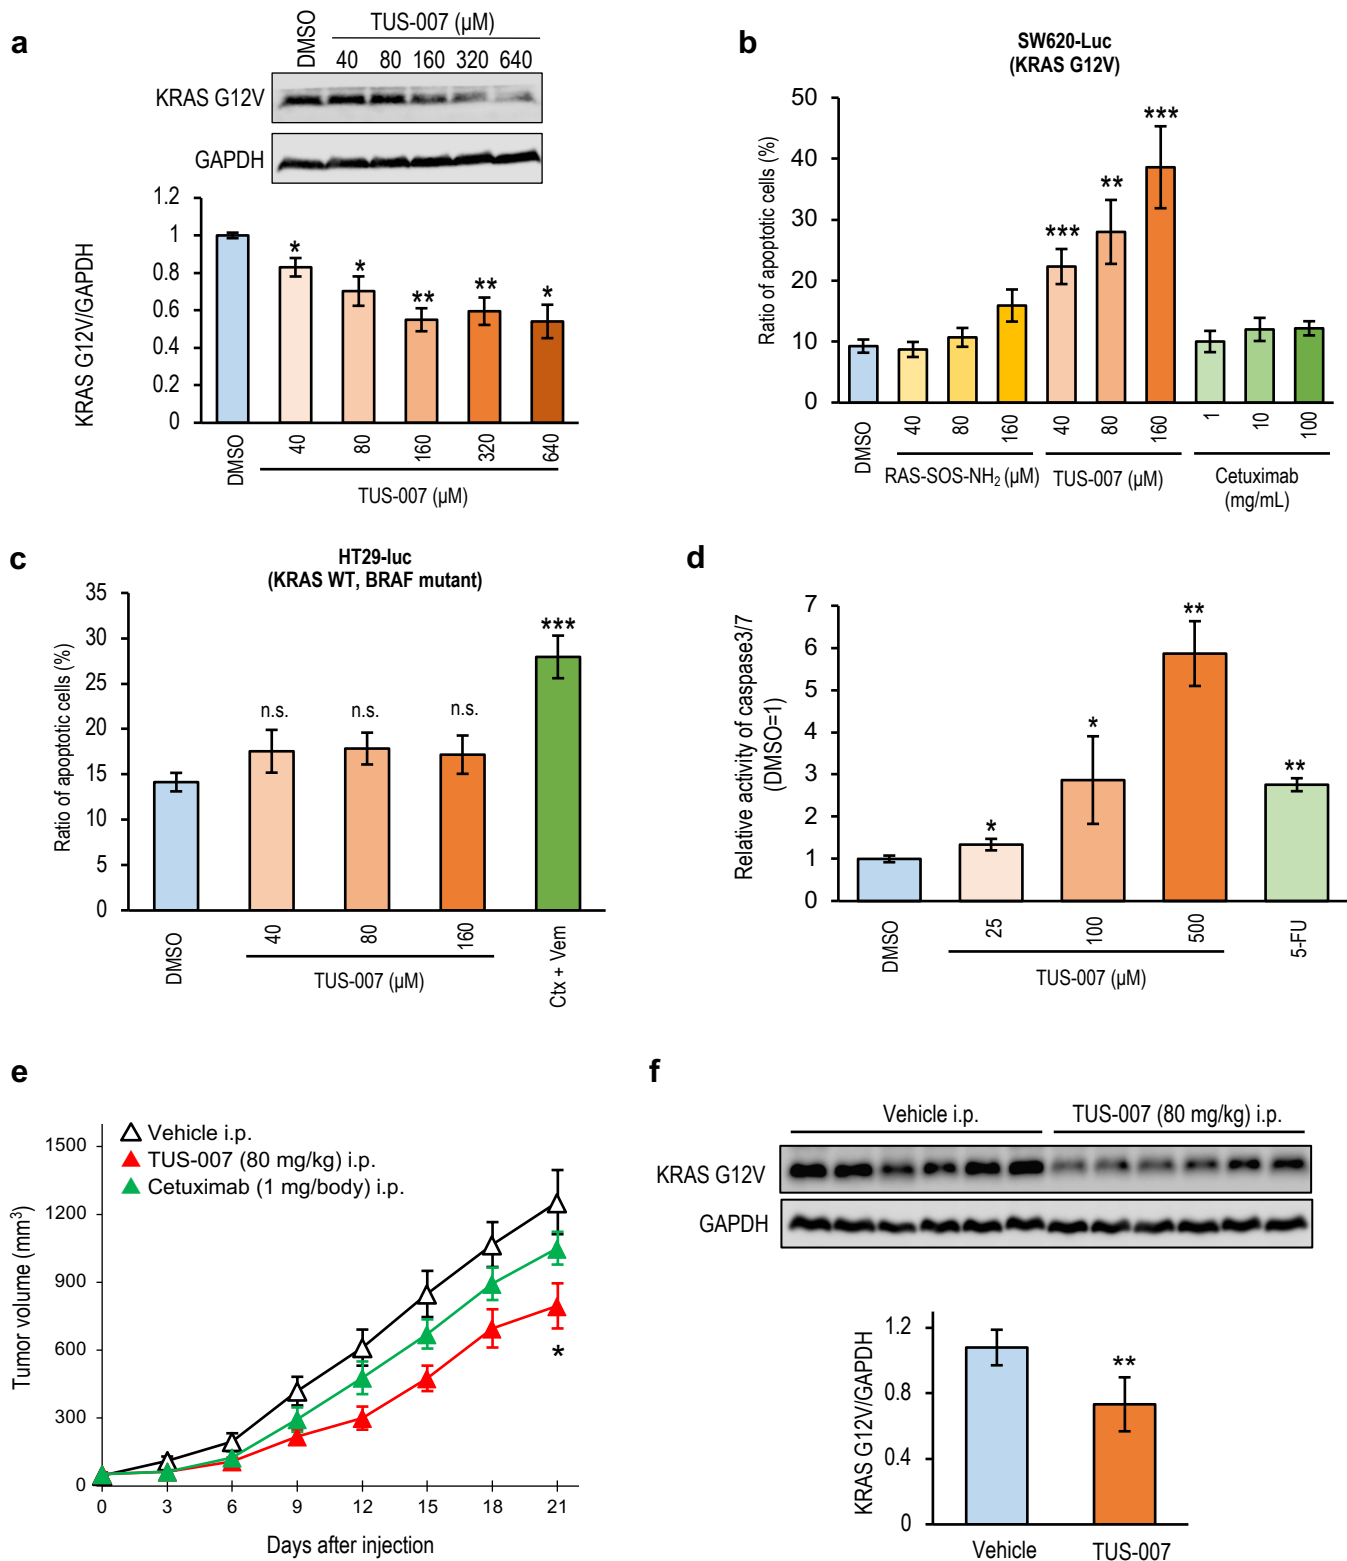 a
DMSO
TUS-007 (µM)
40 80 160 320 640
KRAS G12V
GAPDH
KRAS G12V/GAPDH
1.2
1
0.8
0.6
0.4
0.2
0
*
*
**
**
*
DMSO
40
80
160
320
640
TUS-007 (µM)
b
SW620-Luc
(KRAS G12V)
Ratio of apoptotic cells (%)
50
40
30
20
10
0
***
**
***
DMSO
40
80
160
40
80
160
1
10
100
RAS-SOS-NH2 (µM)
TUS-007 (µM)
Cetuximab
(mg/mL)
c
HT29-luc
(KRAS WT, BRAF mutant)
Ratio of apoptotic cells (%)
35
30
25
20
15
10
5
0
n.s.
n.s.
n.s.
***
DMSO
40
80
160
Ctx + Vem
TUS-007 (µM)
d
Relative activity of caspase3/7
(DMSO=1)
7
6
5
4
3
2
1
0
*
*
**
**
DMSO
25
100
500
5-FU
TUS-007 (µM)
e
Vehicle i.p.
TUS-007 (80 mg/kg) i.p.
Cetuximab (1 mg/body) i.p.
Tumor volume (mm3)
1500
1200
900
600
300
0
*
0 3 6 9 12 15 18 21
Days after injection
f
Vehicle i.p.
TUS-007 (80 mg/kg) i.p.
KRAS G12V
GAPDH
KRAS G12V/GAPDH
1.2
0.8
0.4
0
**
Vehicle
TUS-007